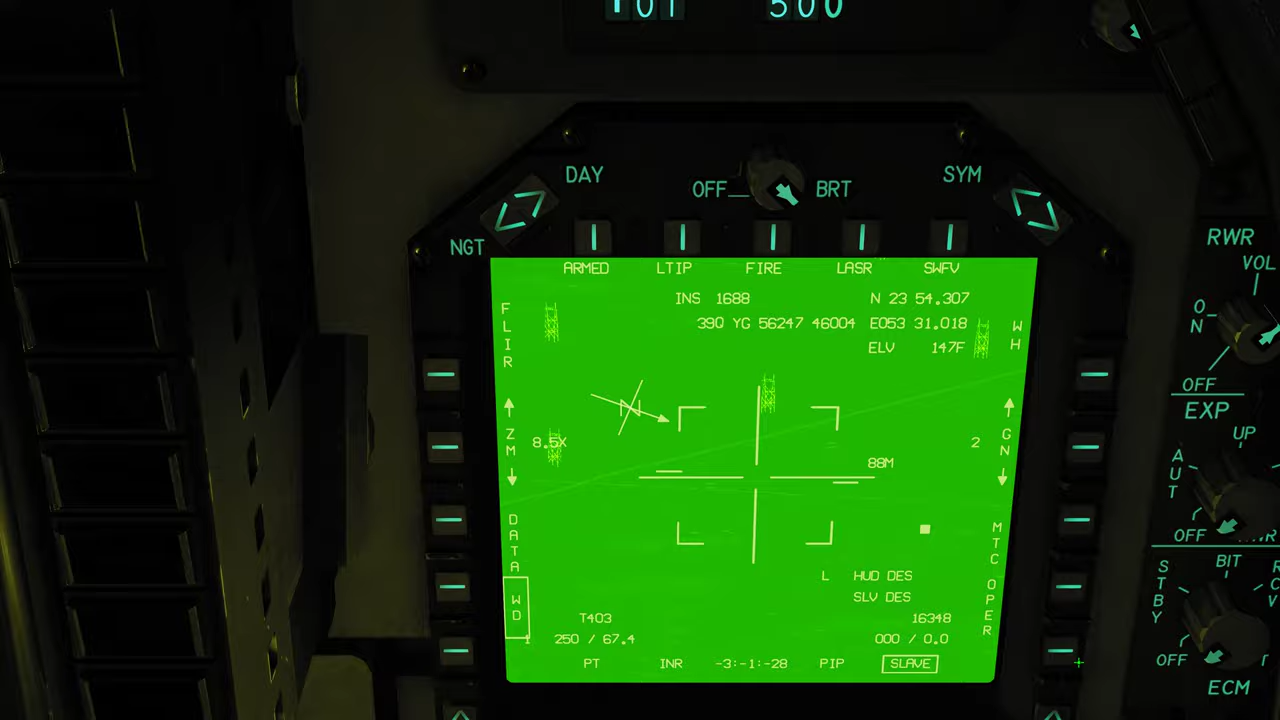 T01 500
DAY
OFF
BRT
SYM
NGT
RWR
VOL
ARMED LTIP FIRE LASR SWFV
FLIR
INS 1688
N 23 54.307
ON
39Q YG 56247 46004
E053 31.018
WH
ELV 147F
OFF
EXP
UP
ZM
8.5X
2
GN
88M
AUT
DATA
MTC
OFF
BIT
L HUD DES
STBY
SLV DES
WD
OPER
T403
16348
1 250 / 67.4
000 / 0.0
PT INR -3:-1:-28 PIP SLAVE
OFF
ECM